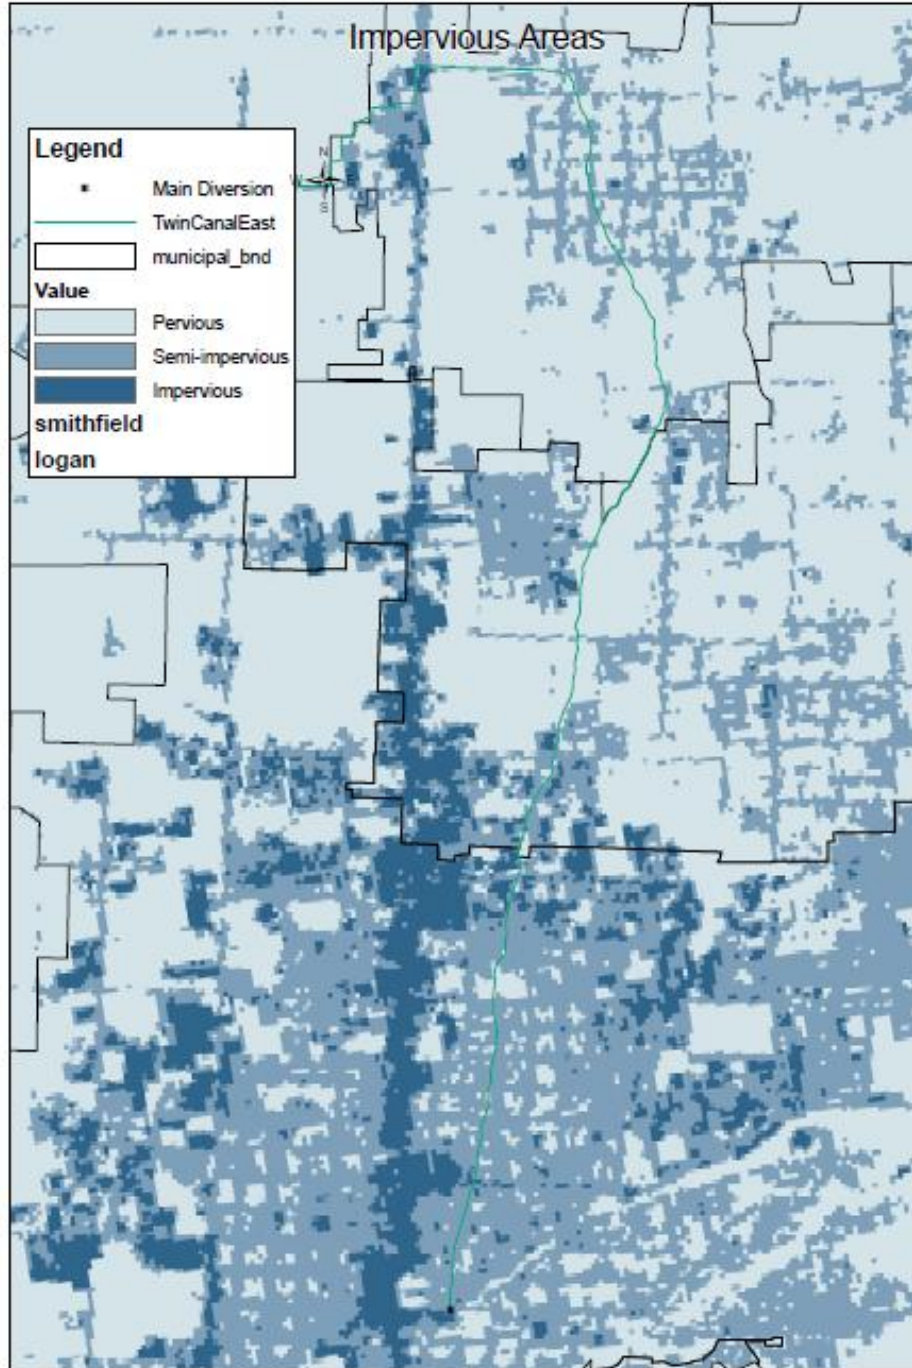 Impervious Areas
Legend
Main Diversion
TwinCanalEast
municipal_bnd
Value
Pervious
Semi-impervious
Impervious
smithfield
logan
N
W
E
S